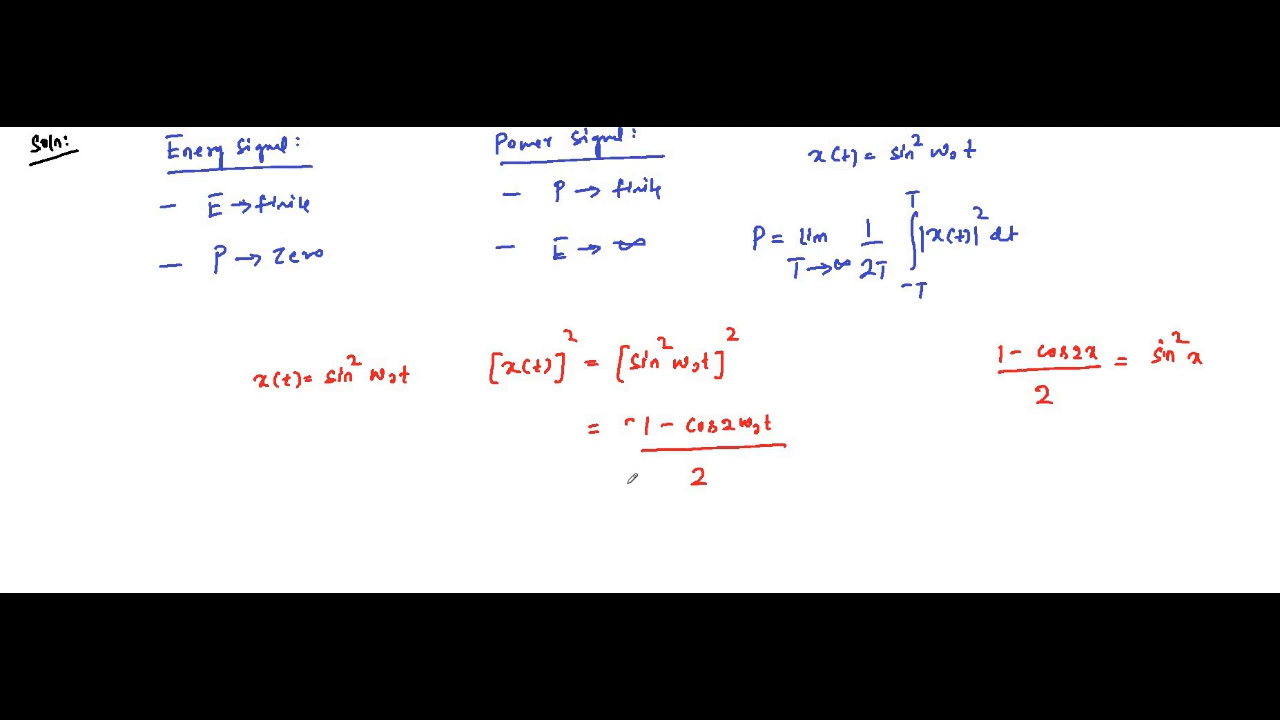 Soln:
Energy signal:
- E → finite
- P → Zero
Power signal:
- P → finite
- E → ∞
x(t) = sin² ω₀ t
P = lim T→∞ 1/2T ∫ -T T |x(t)|² dt
x(t) = sin² ω₀t
[x(t)]² = [sin² ω₀t]²
= 1 - cos2ω₀t / 2
1 - cos2x / 2 = sin² x